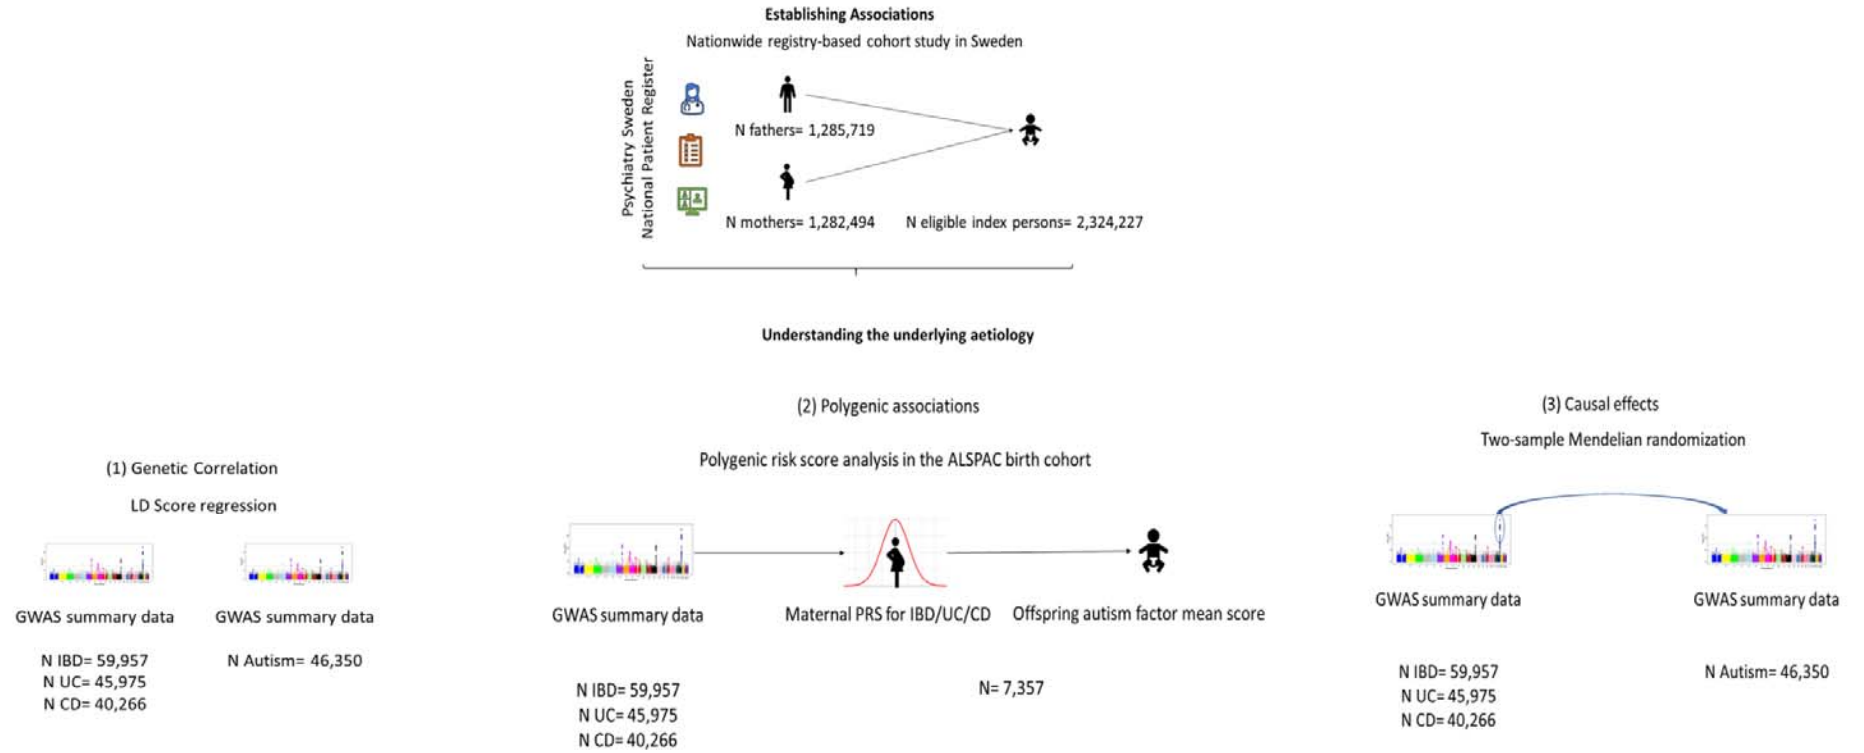 Establishing Associations
Nationwide registry-based cohort study in Sweden
Psychiatry Sweden
National Patient Register
N fathers= 1,285,719
N mothers= 1,282,494
N eligible index persons= 2,324,227
Understanding the underlying aetiology
(1) Genetic Correlation
LD Score regression
GWAS summary data
GWAS summary data
N IBD= 59,957
N UC= 45,975
N CD= 40,266
N Autism= 46,350
(2) Polygenic associations
Polygenic risk score analysis in the ALSPAC birth cohort
GWAS summary data
Maternal PRS for IBD/UC/CD
Offspring autism factor mean score
N IBD= 59,957
N UC= 45,975
N CD= 40,266
N= 7,357
(3) Causal effects
Two-sample Mendelian randomization
GWAS summary data
GWAS summary data
N IBD= 59,957
N UC= 45,975
N CD= 40,266
N Autism= 46,350